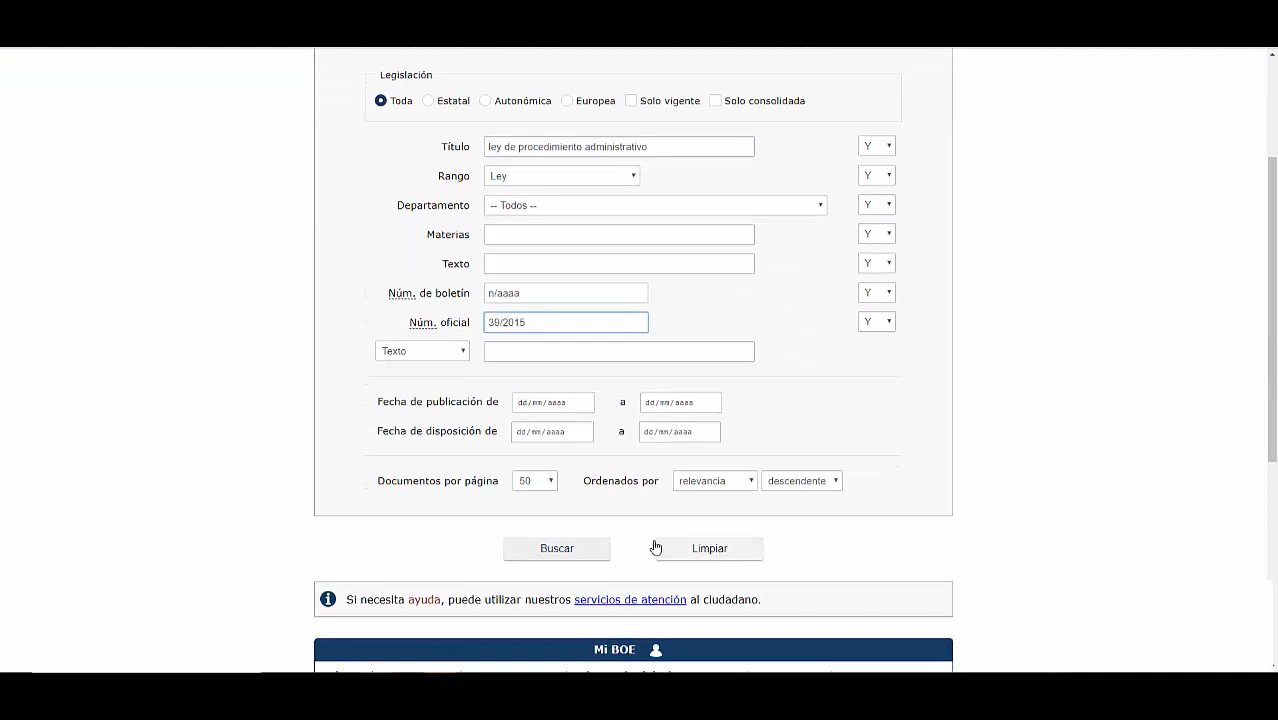 Legislación
Toda Estatal Autonómica Europea Solo vigente Solo consolidada
Título ley de procedimiento administrativo Y
Rango Ley Y
Departamento -- Todos -- Y
Materias Y
Texto Y
Núm. de boletín n/aaaa Y
Núm. oficial 39/2015 Y
Texto
Fecha de publicación de dd/mm/aaaa a dd/mm/aaaa
Fecha de disposición de dd/mm/aaaa a dd/mm/aaaa
Documentos por página 50 Ordenados por relevancia descendente
Buscar Limpiar
Si necesita ayuda, puede utilizar nuestros servicios de atención al ciudadano.
Mi BOE